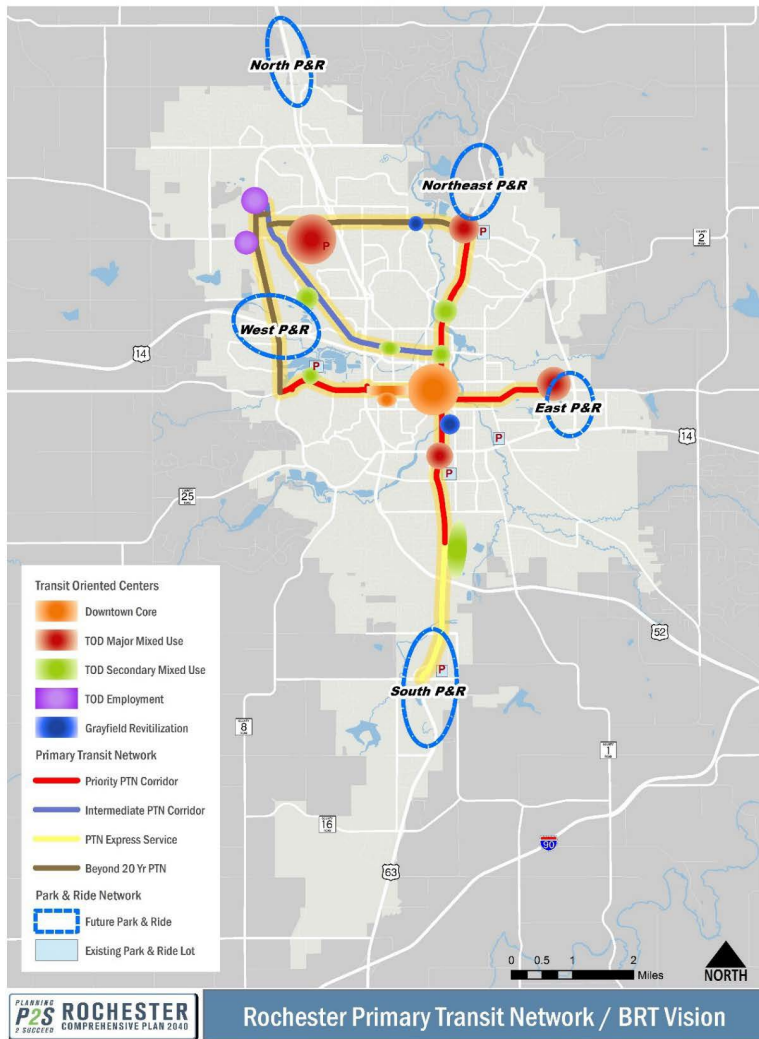 North P&R
Northeast P&R
P
P
2
West P&R
14
P
East P&R
P
14
P
25
52
P
South P&R
8
1
16
90
63
Transit Oriented Centers
Downtown Core
TOD Major Mixed Use
TOD Secondary Mixed Use
TOD Employment
Grayfield Revitilization
Primary Transit Network
Priority PTN Corridor
Intermediate PTN Corridor
PTN Express Service
Beyond 20 Yr PTN
Park & Ride Network
Future Park & Ride
Existing Park & Ride Lot
0 0.5 1 2
Miles
NORTH
PLANNING
P2S
2 SUCCEED
ROCHESTER
COMPREHENSIVE PLAN 2040
Rochester Primary Transit Network / BRT Vision